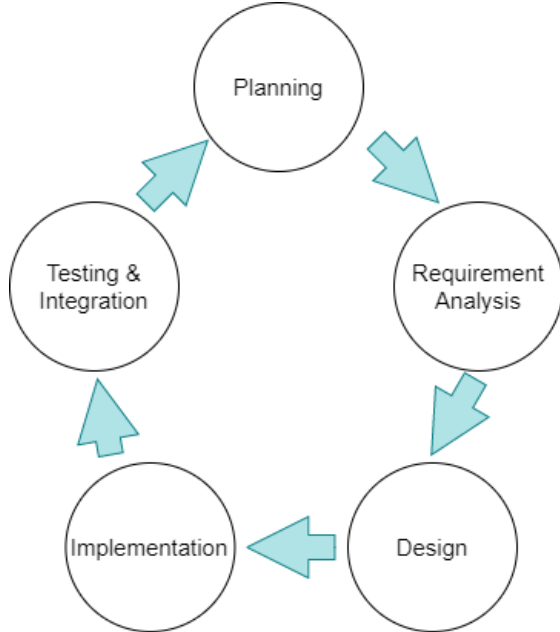 Planning
Requirement
Analysis
Design
Implementation
Testing &
Integration